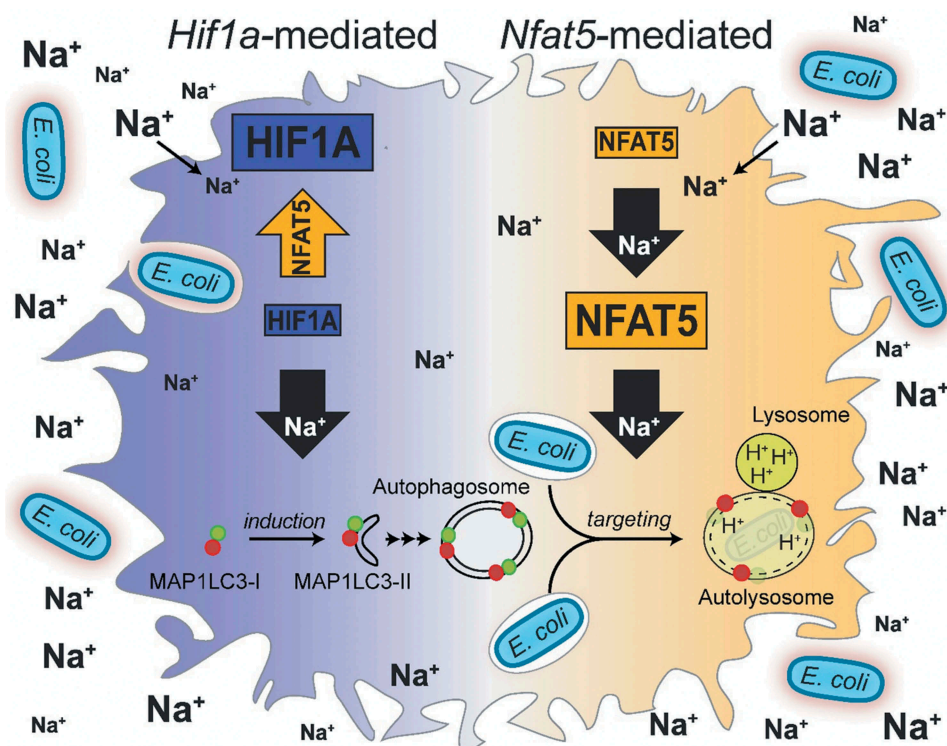 Hif1a-mediated Nfat5-mediated
Na⁺
Na⁺
Na⁺
Na⁺
Na⁺
E. coli
HIF1A
NFAT5
HIF1A
Na⁺
E. coli
Na⁺
Na⁺
Na⁺
Na⁺
Na⁺
E. coli
NFAT5
Na⁺
NFAT5
Na⁺
Na⁺
Na⁺
E. coli
Na⁺
Na⁺
Na⁺
Na⁺
E. coli
Na⁺
Na⁺
Lysosome
H⁺ H⁺
H⁺
E. coli
Autophagosome
induction
MAP1LC3-I
MAP1LC3-II
targeting
H⁺
E. coli
H⁺
Autolysosome
E. coli
Na⁺
Na⁺
E. coli
Na⁺
Na⁺
Na⁺
Na⁺
Na⁺
Na⁺
Na⁺
Na⁺
Na⁺
E. coli
Na⁺
Na⁺